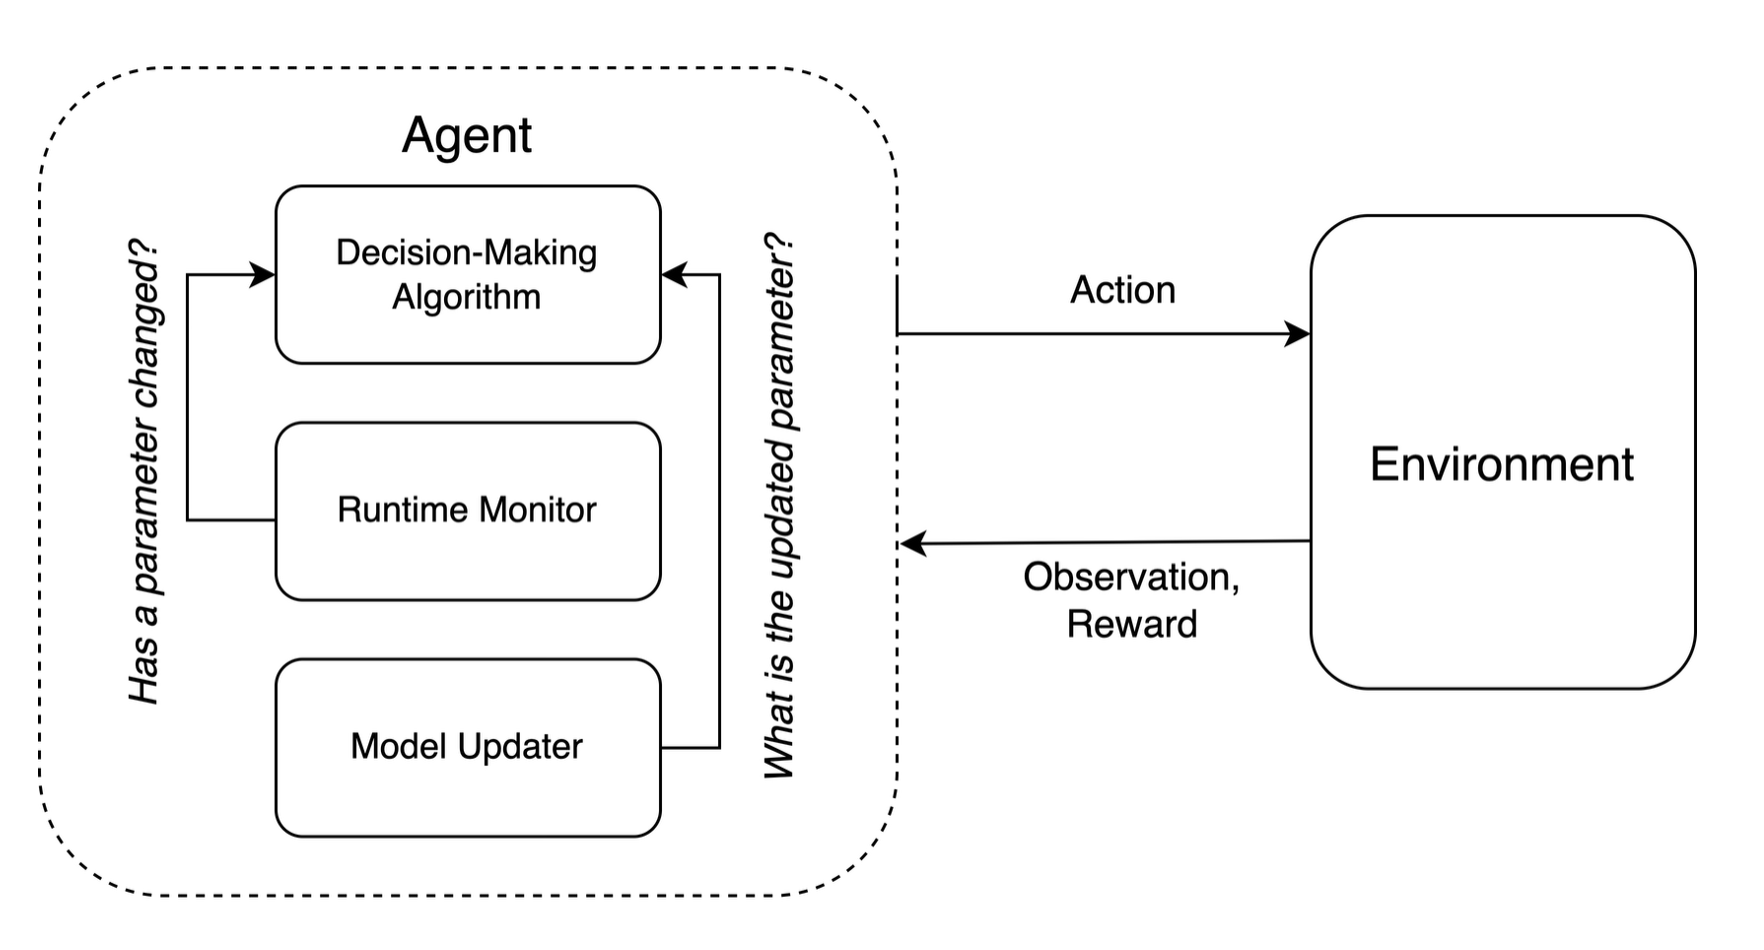 Agent
Has a parameter changed?
Decision-Making
Algorithm
Runtime Monitor
Model Updater
What is the updated parameter?
Action
Observation,
Reward
Environment